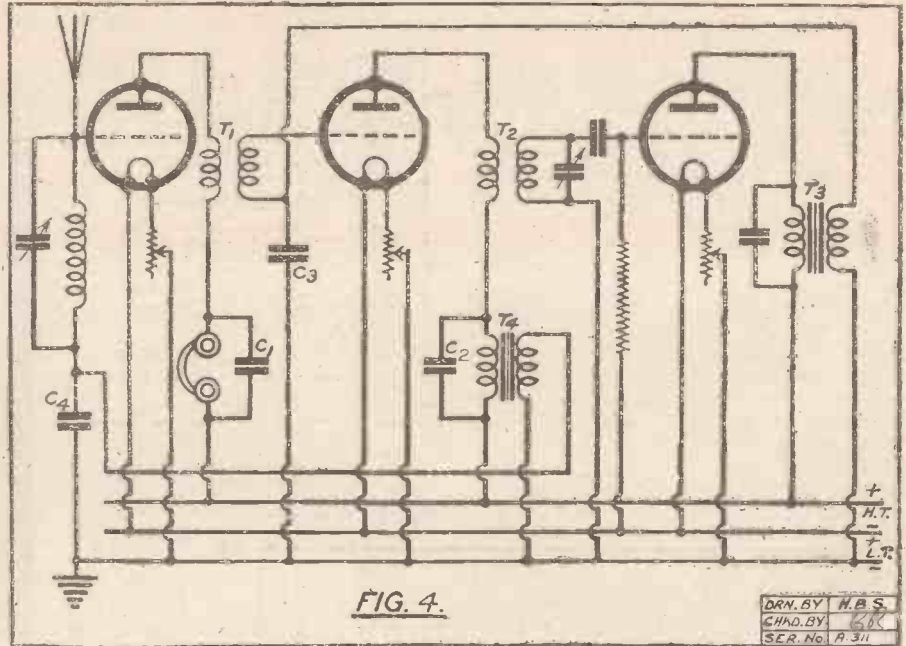 T1
T2
T3
C3
C1
C2
T4
C4
+
H.T.
-
+
L.T.
-
FIG. 4.
DRN. BY H.B.S.
CHKD. BY
SER. No. A.311